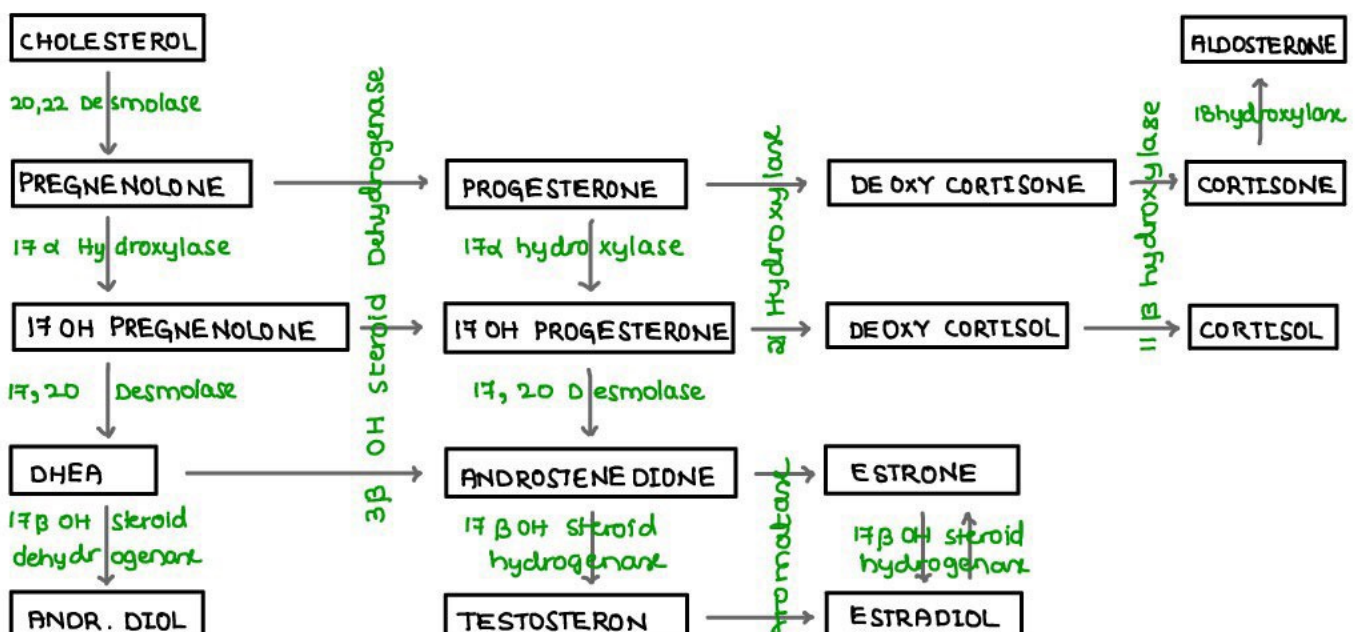 CHOLESTEROL
ALDOSTERONE
20,22 Desmolase
18hydroxylase
PREGNENOLONE
PROGESTERONE
DEOXY CORTISONE
CORTISONE
17α Hydroxylase
17α hydroxylase
17 OH PREGNENOLONE
17 OH PROGESTERONE
DEOXY CORTISOL
CORTISOL
3β OH steroid Dehydrogenase
21 Hydroxylase
11 β hydroxylase
17,20 Desmolase
17, 20 Desmolase
DHEA
ANDROSTENEDIONE
ESTRONE
17β OH steroid
dehydrogenase
17 β OH steroid
hydrogenase
17β OH steroid
hydrogenase
ANDR. DIOL
TESTOSTERON
ESTRADIOL